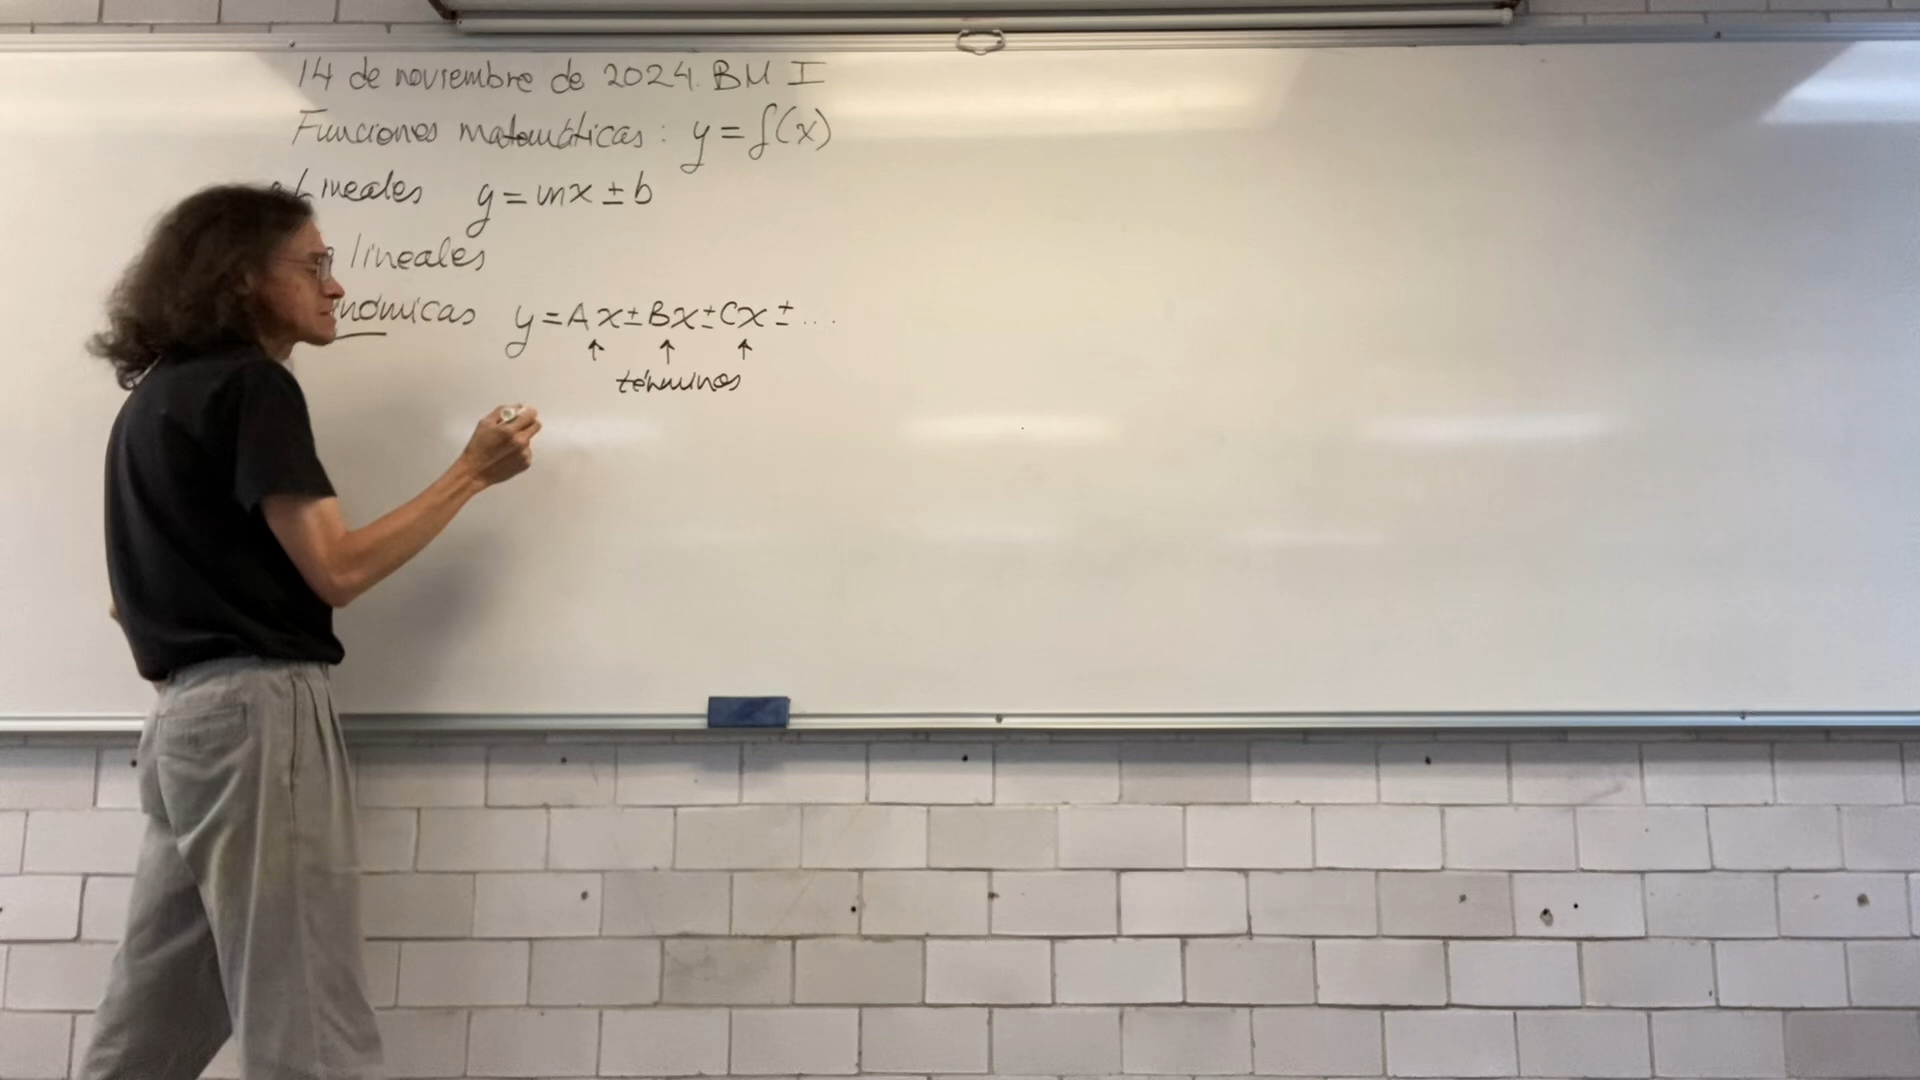 14 de noviembre de 2024. BM I
Funciones matemáticas: y = f(x)
Lineales y = mx ± b
lineales
nómicas y = Ax ± Bx ± Cx ± ...
↑ ↑ ↑
términos